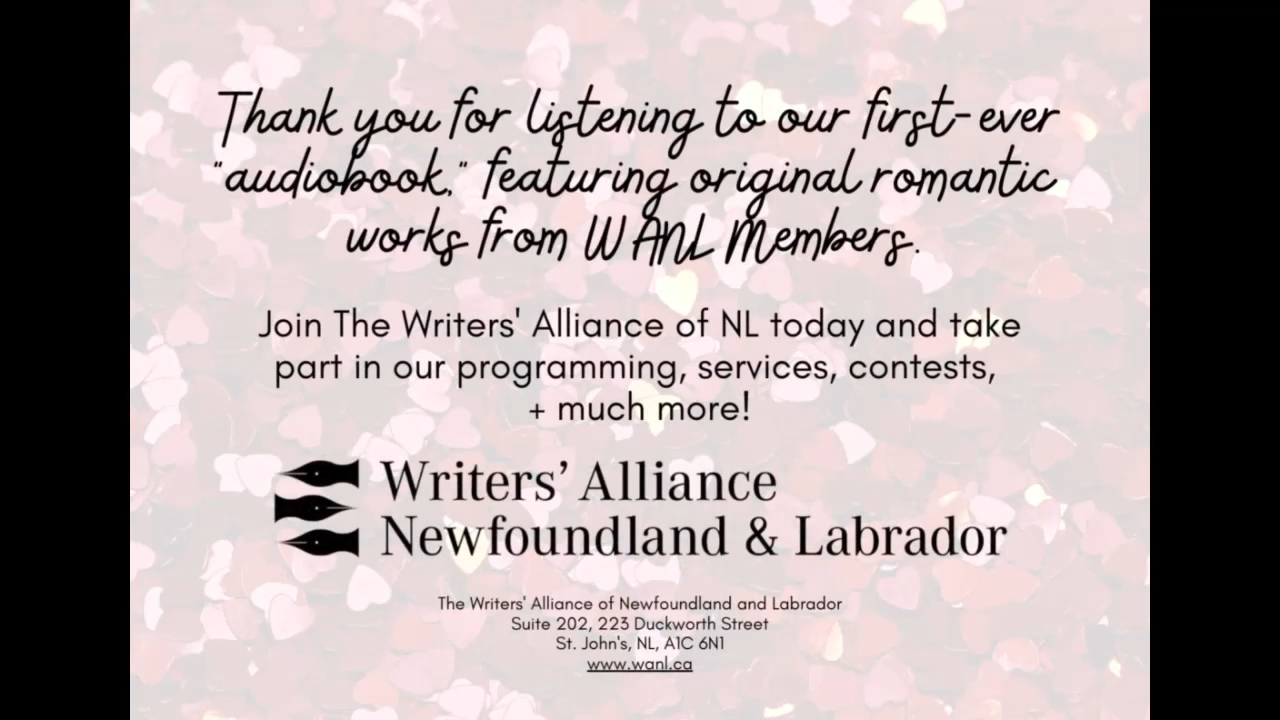 Thank you for listening to our first-ever
"audiobook," featuring original romantic
works from WANL Members.
Join The Writers' Alliance of NL today and take
part in our programming, services, contests,
+ much more!
Writers’ Alliance
Newfoundland & Labrador
The Writers' Alliance of Newfoundland and Labrador
Suite 202, 223 Duckworth Street
St. John's, NL, A1C 6N1
www.wanl.ca